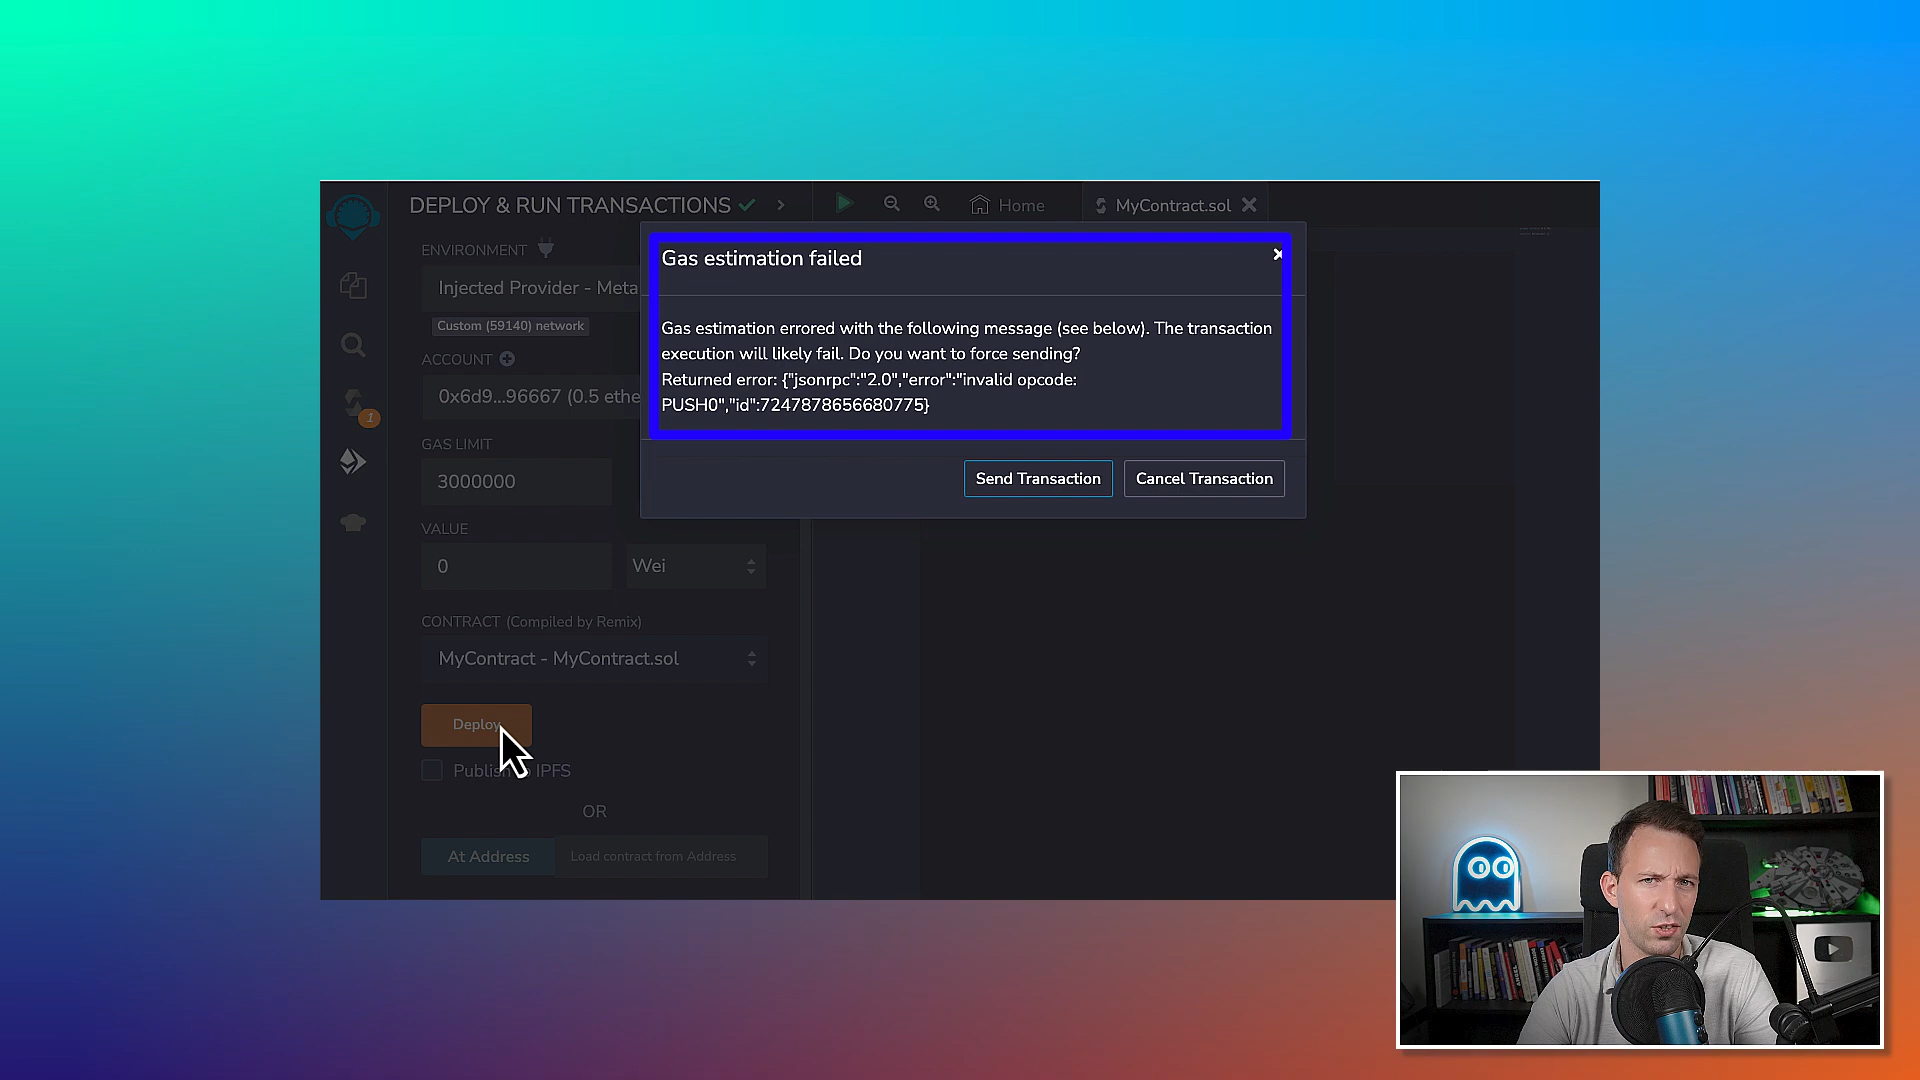 DEPLOY & RUN TRANSACTIONS
Home
MyContract.sol
ENVIRONMENT
Injected Provider - Meta
Custom (59140) network
ACCOUNT
0x6d9...96667 (0.5 ethe
1
GAS LIMIT
3000000
VALUE
0
Wei
CONTRACT (Compiled by Remix)
MyContract - MyContract.sol
Deploy
Publish to IPFS
OR
At Address
Load contract from Address
Gas estimation failed
Gas estimation errored with the following message (see below). The transaction
execution will likely fail. Do you want to force sending?
Returned error: {"jsonrpc":"2.0","error":"invalid opcode:
PUSH0","id":7247878656680775}
Send Transaction
Cancel Transaction